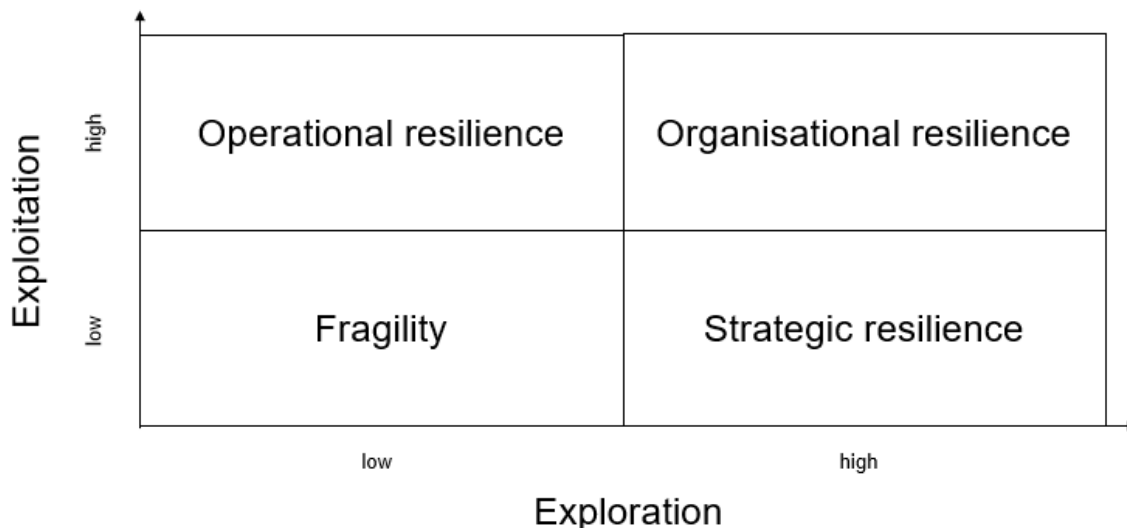 Exploitation
high
Operational resilience
Organisational resilience
low
Fragility
Strategic resilience
low
high
Exploration